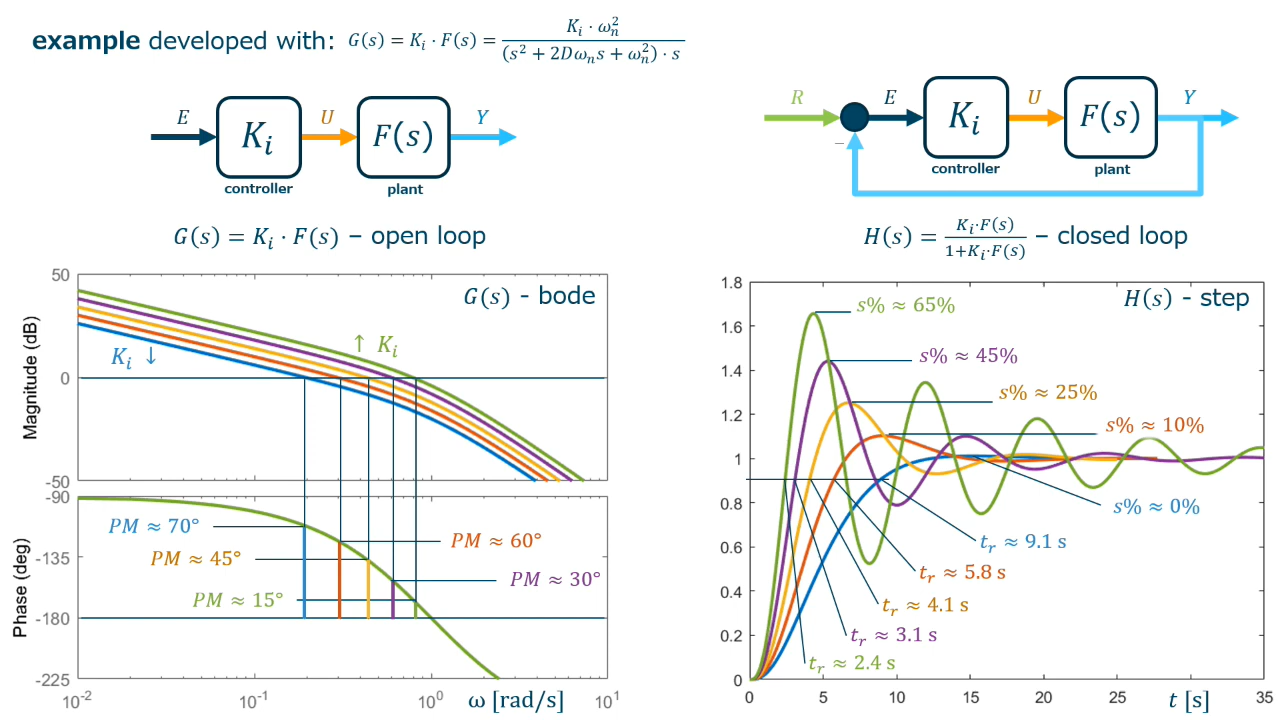 example developed with: G(s) = K_i · F(s) = \frac{K_i · ω_n^2}{(s^2 + 2Dω_n s + ω_n^2) · s}
E
K_i
U
F(s)
Y
controller
plant
R
E
K_i
U
F(s)
Y
−
controller
plant
G(s) = K_i · F(s) – open loop
H(s) = \frac{K_i·F(s)}{1+K_i·F(s)} – closed loop
G(s) - bode
Magnitude (dB)
50
0
-50
K_i ↓
↑ K_i
Phase (deg)
-90
-135
-180
-225
PM ≈ 70°
PM ≈ 60°
PM ≈ 45°
PM ≈ 30°
PM ≈ 15°
10^-2
10^-1
10^0
10^1
ω [rad/s]
H(s) - step
1.8
1.6
1.4
1.2
1
0.8
0.6
0.4
0.2
0
s% ≈ 65%
s% ≈ 45%
s% ≈ 25%
s% ≈ 10%
s% ≈ 0%
t_r ≈ 9.1 s
t_r ≈ 5.8 s
t_r ≈ 4.1 s
t_r ≈ 3.1 s
t_r ≈ 2.4 s
0 5 10 15 20 25 30 35
t [s]